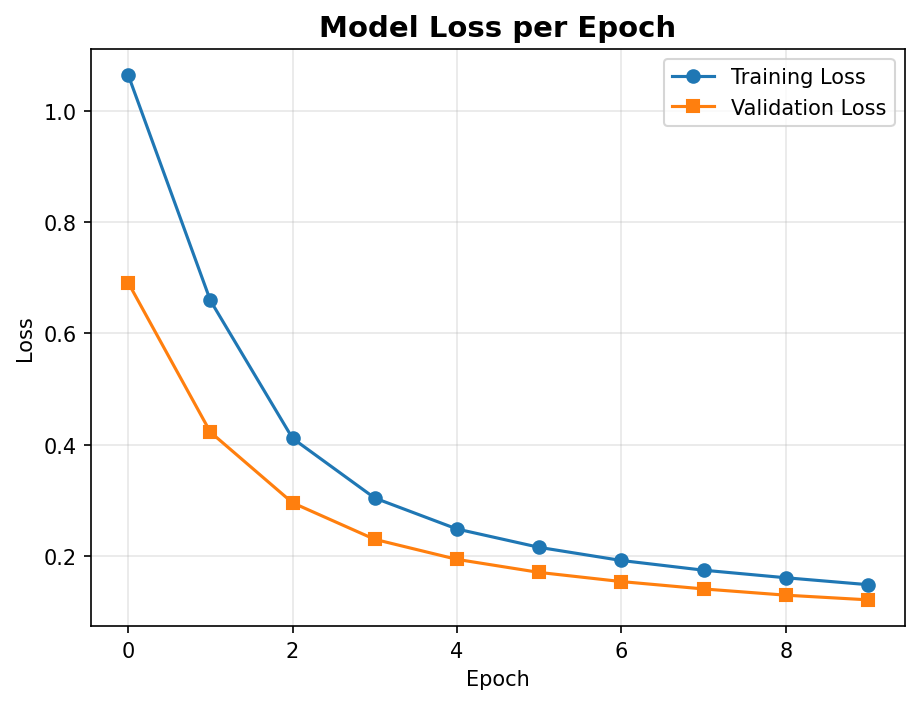 Model Loss per Epoch
Training Loss
Validation Loss
1.0
0.8
0.6
0.4
0.2
Loss
0 2 4 6 8
Epoch